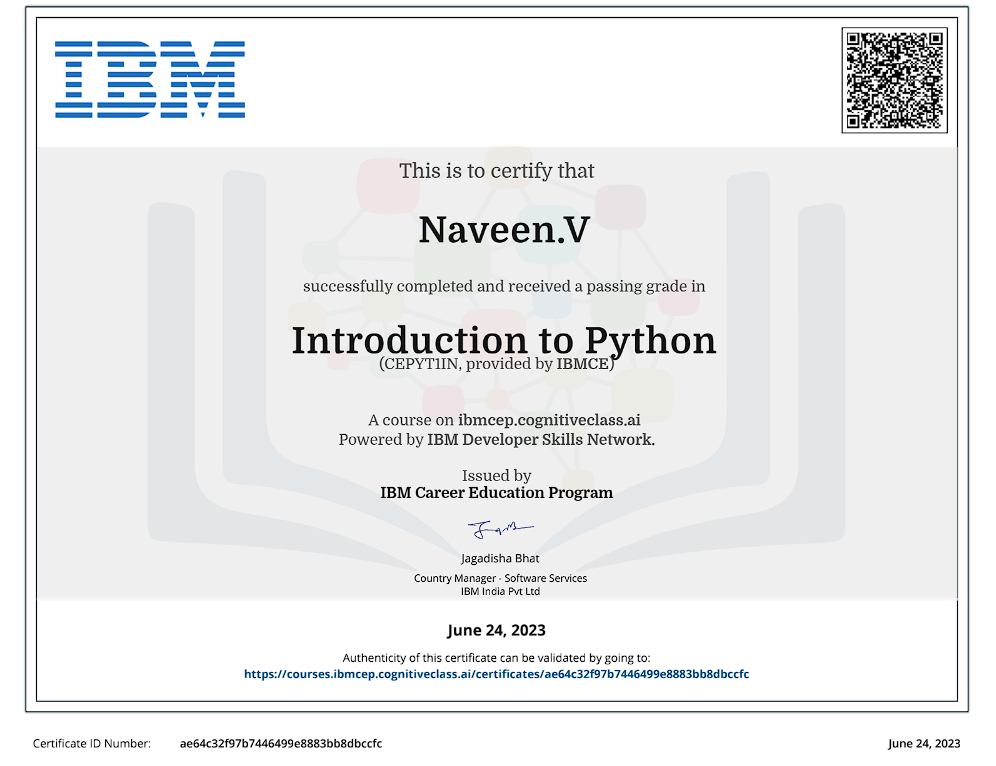 IBM
This is to certify that
Naveen.V
successfully completed and received a passing grade in
Introduction to Python
(CEPYT1IN, provided by IBMCE)
A course on ibmcep.cognitiveclass.ai
Powered by IBM Developer Skills Network.
Issued by
IBM Career Education Program
Jagadisha Bhat
Country Manager - Software Services
IBM India Pvt Ltd
June 24, 2023
Authenticity of this certificate can be validated by going to:
https://courses.ibmcep.cognitiveclass.ai/certificates/ae64c32f97b7446499e8883bb8dbccfc
Certificate ID Number: ae64c32f97b7446499e8883bb8dbccfc June 24, 2023